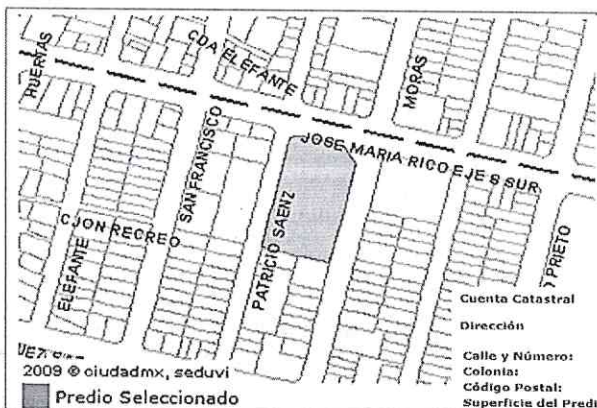 HUERTAS
CDA ELEFANTE
MORAS
SAN FRANCISCO
JOSE MARIA RICO EJE 8 SUR
CJON RECREO
PATRICIO SAENZ
ELEFANTE
PRIETO
Cuenta Catastral
Dirección
Calle y Número:
Colonia:
Código Postal:
Superficie del Predi
2009 © ciudadmx, seduvi
Predio Seleccionado